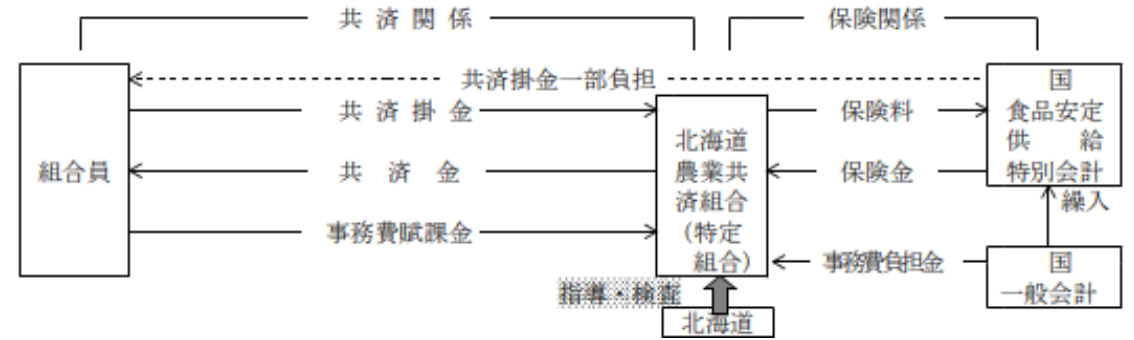 共済関係
保険関係
共済掛金一部負担
組合員
共済掛金
共済金
事務費賦課金
北海道
農業共
済組合
(特定
組合)
保険料
保険金
事務費負担金
国
食品安定
供給
特別会計
繰入
国
一般会計
指導・検査
北海道